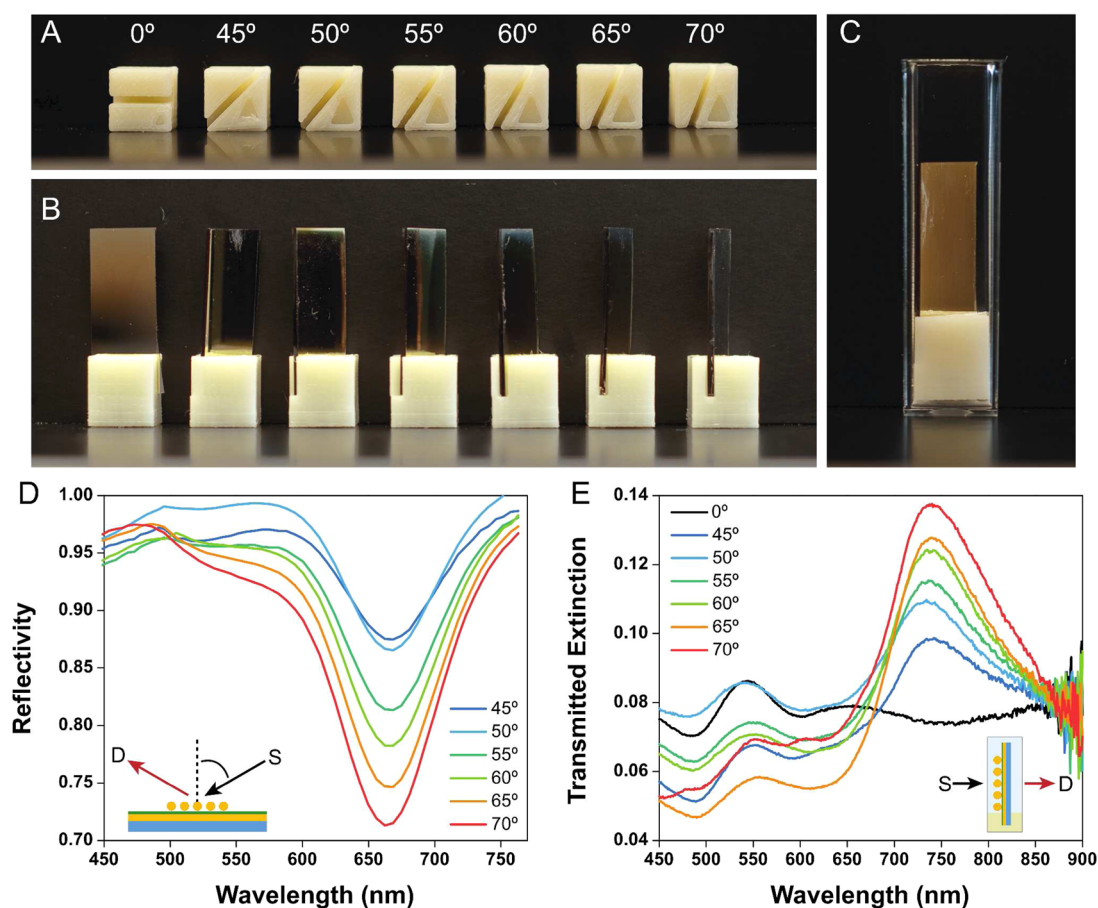 A
0º 45º 50º 55º 60º 65º 70º
B
C
D
1.00
0.95
0.90
0.85
0.80
0.75
0.70
Reflectivity
450 500 550 600 650 700 750
Wavelength (nm)
D
S
45º
50º
55º
60º
65º
70º
E
0.14
0.12
0.10
0.08
0.06
0.04
Transmitted Extinction
450 500 550 600 650 700 750 800 850 900
Wavelength (nm)
0º
45º
50º
55º
60º
65º
70º
S
D